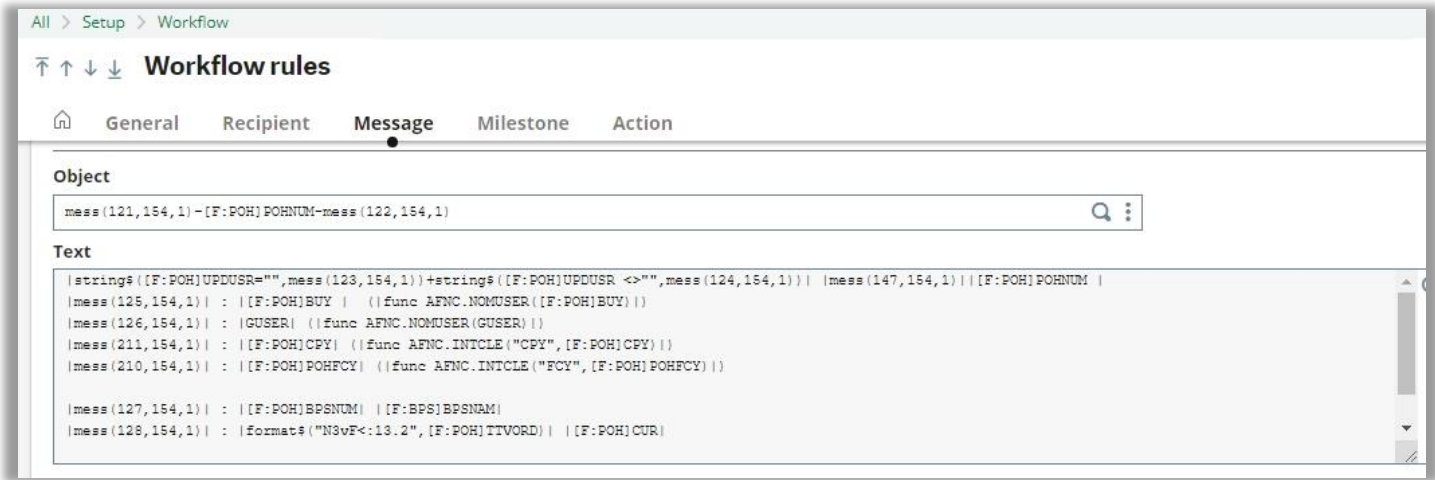 All > Setup > Workflow
Workflow rules
General Recipient Message Milestone Action
Object
mess(121,154,1)-[F:POH]POHNUM-mess(122,154,1)
Text
|string$([F:POH]UPDUSR="",mess(123,154,1))+string$([F:POH]UPDUSR <>"",mess(124,154,1))| |mess(147,154,1)||[F:POH]POHNUM |
|mess(125,154,1)| : |[F:POH]BUY | (|func AFNC.NOMUSER([F:POH]BUY)|)
|mess(126,154,1)| : |GUSER| (|func AFNC.NOMUSER(GUSER)|)
|mess(211,154,1)| : |[F:POH]CPY| (|func AFNC.INTCLE("CPY",[F:POH]CPY)|)
|mess(210,154,1)| : |[F:POH]POHFCY| (|func AFNC.INTCLE("FCY",[F:POH]POHFCY)|)
|mess(127,154,1)| : |[F:POH]BPSNUM| |[F:BPS]BPSNAM|
|mess(128,154,1)| : |format$("N3vF<:13.2",[F:POH]TTVORD)| |[F:POH]CUR|